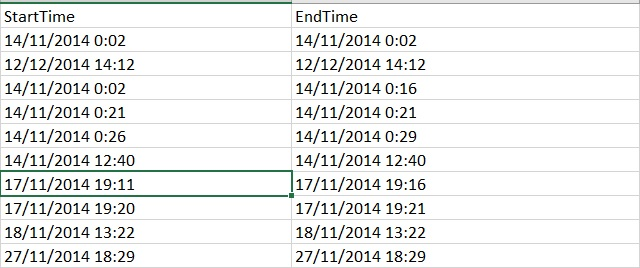 StartTime EndTime
14/11/2014 0:02 14/11/2014 0:02
12/12/2014 14:12 12/12/2014 14:12
14/11/2014 0:02 14/11/2014 0:16
14/11/2014 0:21 14/11/2014 0:21
14/11/2014 0:26 14/11/2014 0:29
14/11/2014 12:40 14/11/2014 12:40
17/11/2014 19:11 17/11/2014 19:16
17/11/2014 19:20 17/11/2014 19:21
18/11/2014 13:22 18/11/2014 13:22
27/11/2014 18:29 27/11/2014 18:29